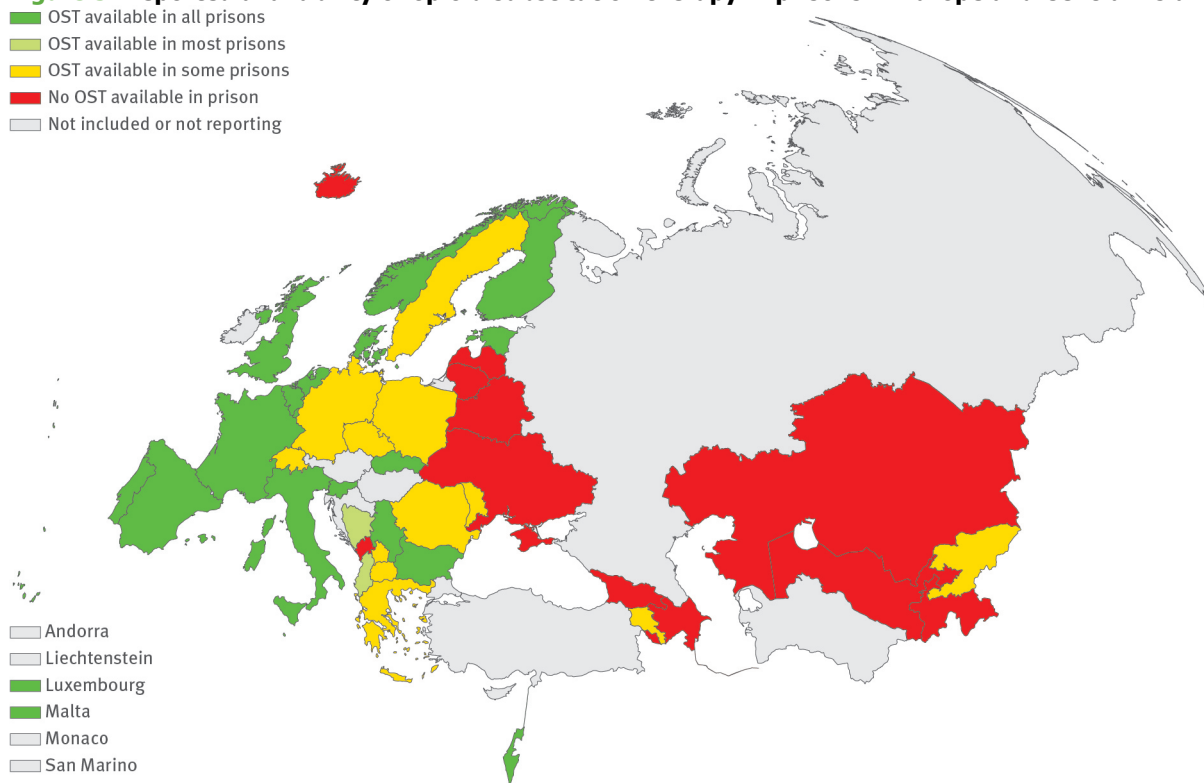 OST available in all prisons
OST available in most prisons
OST available in some prisons
No OST available in prison
Not included or not reporting
Andorra
Liechtenstein
Luxembourg
Malta
Monaco
San Marino